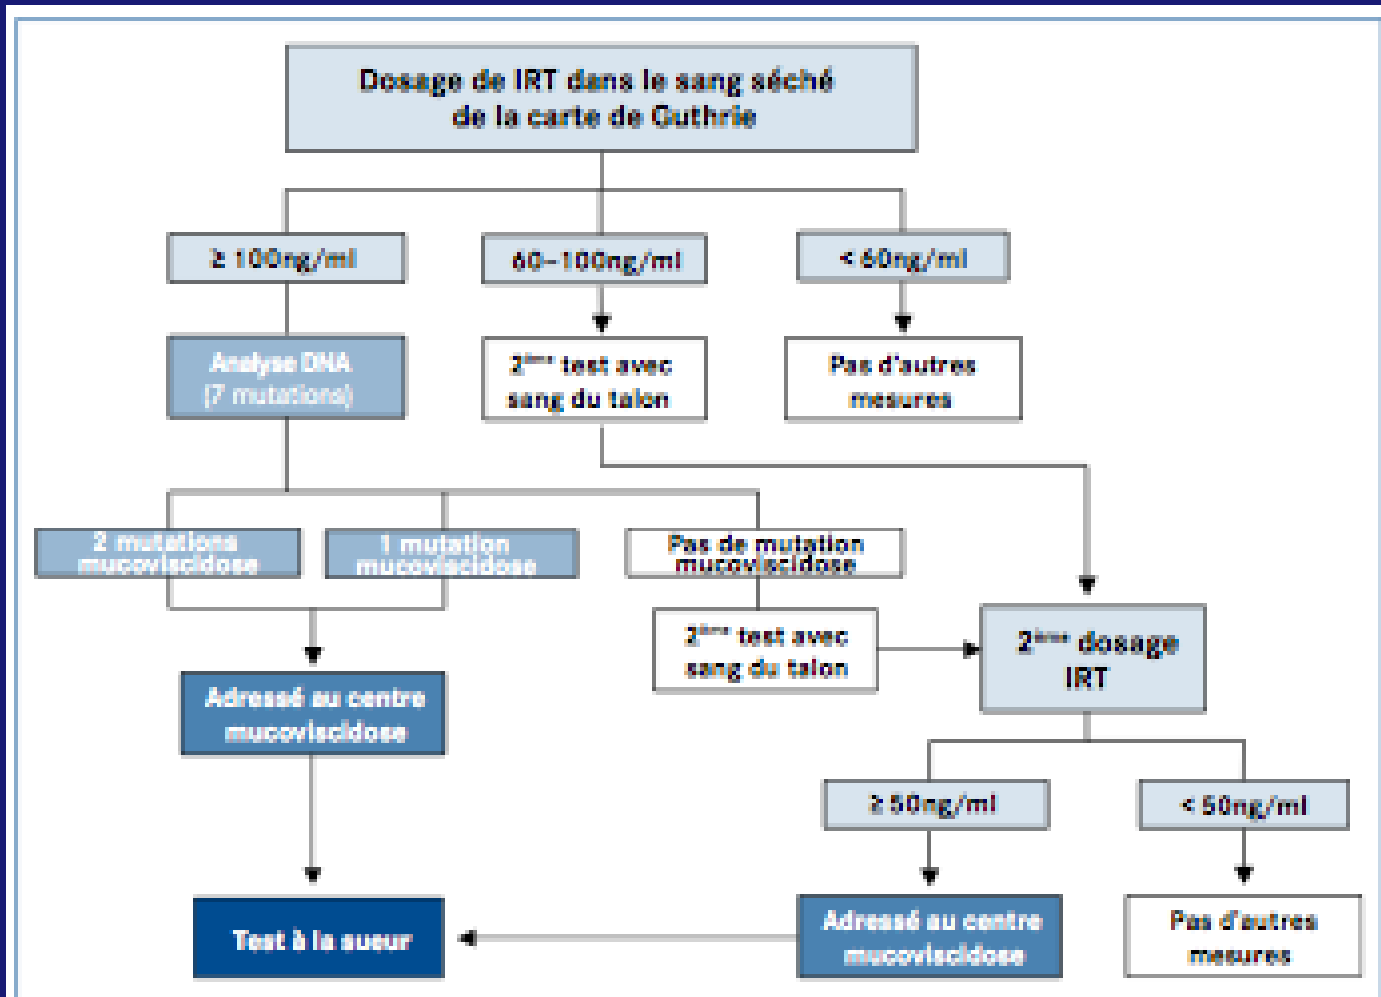 Dosage de IRT dans le sang séché
de la carte de Guthrie
≥ 100ng/ml
60–100ng/ml
< 60ng/ml
Analyse DNA
(7 mutations)
2ème test avec
sang du talon
Pas d'autres
mesures
2 mutations
mucoviscidose
1 mutation
mucoviscidose
Pas de mutation
mucoviscidose
2ème test avec
sang du talon
2ème dosage
IRT
Adressé au centre
mucoviscidose
≥ 50ng/ml
< 50ng/ml
Test à la sueur
Adressé au centre
mucoviscidose
Pas d'autres
mesures